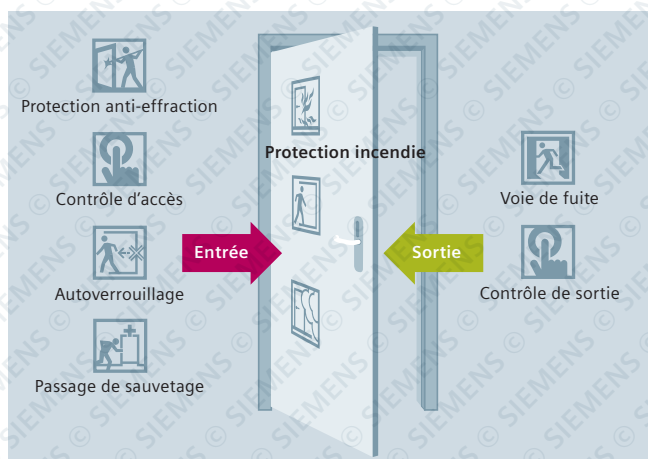 Protection anti-effraction
Contrôle d'accès
Autoverrouillage
Passage de sauvetage
Protection incendie
Entrée
Sortie
Voie de fuite
Contrôle de sortie
SIEMENS ©